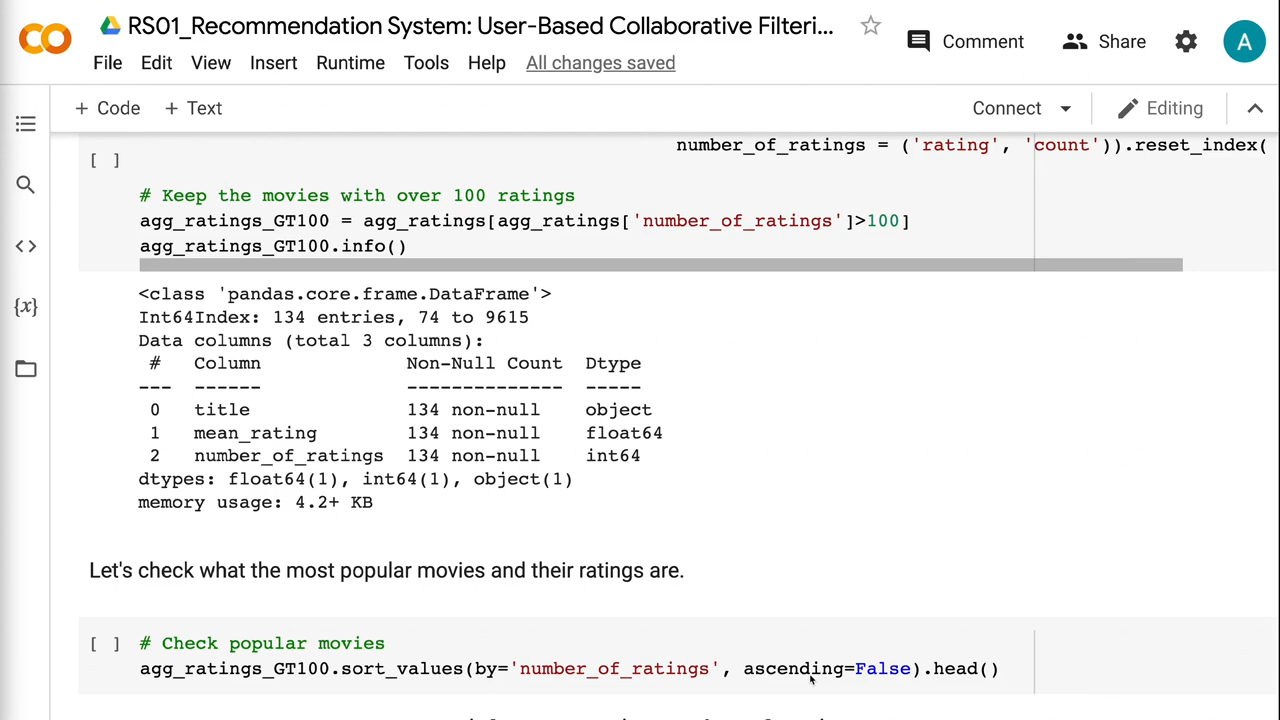 RS01_Recommendation System: User-Based Collaborative Filteri...
Comment
Share
A
File Edit View Insert Runtime Tools Help All changes saved
+ Code + Text
Connect
Editing
number_of_ratings = ('rating', 'count')).reset_index(
[ ]
# Keep the movies with over 100 ratings
agg_ratings_GT100 = agg_ratings[agg_ratings['number_of_ratings']>100]
agg_ratings_GT100.info()
<class 'pandas.core.frame.DataFrame'>
Int64Index: 134 entries, 74 to 9615
Data columns (total 3 columns):
# Column Non-Null Count Dtype
--- ------ -------------- -----
0 title 134 non-null object
1 mean_rating 134 non-null float64
2 number_of_ratings 134 non-null int64
dtypes: float64(1), int64(1), object(1)
memory usage: 4.2+ KB
Let's check what the most popular movies and their ratings are.
[ ] # Check popular movies
agg_ratings_GT100.sort_values(by='number_of_ratings', ascending=False).head()